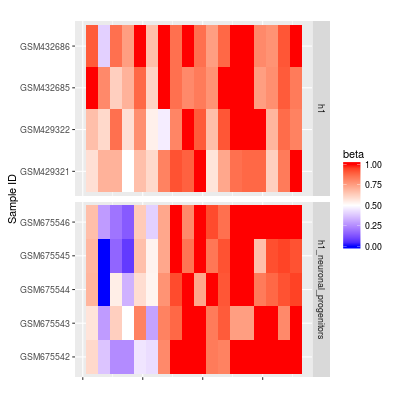 GSM432686
GSM432685
GSM429322
GSM429321
h1
GSM675546
GSM675545
GSM675544
GSM675543
GSM675542
h1_neuronal_progenitors
Sample ID
beta
1.00
0.75
0.50
0.25
0.00